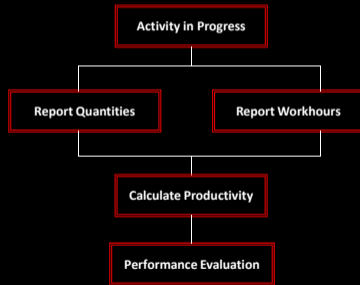 Activity in Progress
Report Quantities
Report Workhours
Calculate Productivity
Performance Evaluation